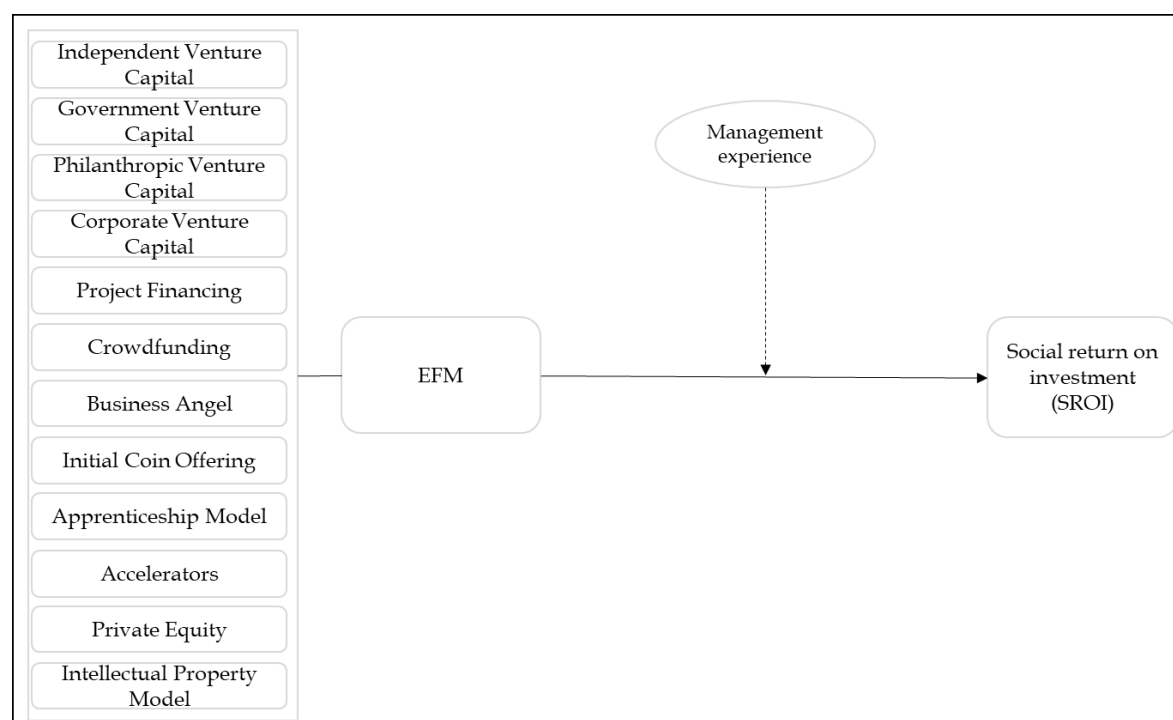 Independent Venture
Capital
Government Venture
Capital
Philanthropic Venture
Capital
Corporate Venture
Capital
Project Financing
Crowdfunding
Business Angel
Initial Coin Offering
Apprenticeship Model
Accelerators
Private Equity
Intellectual Property
Model
EFM
Management
experience
Social return on
investment
(SROI)